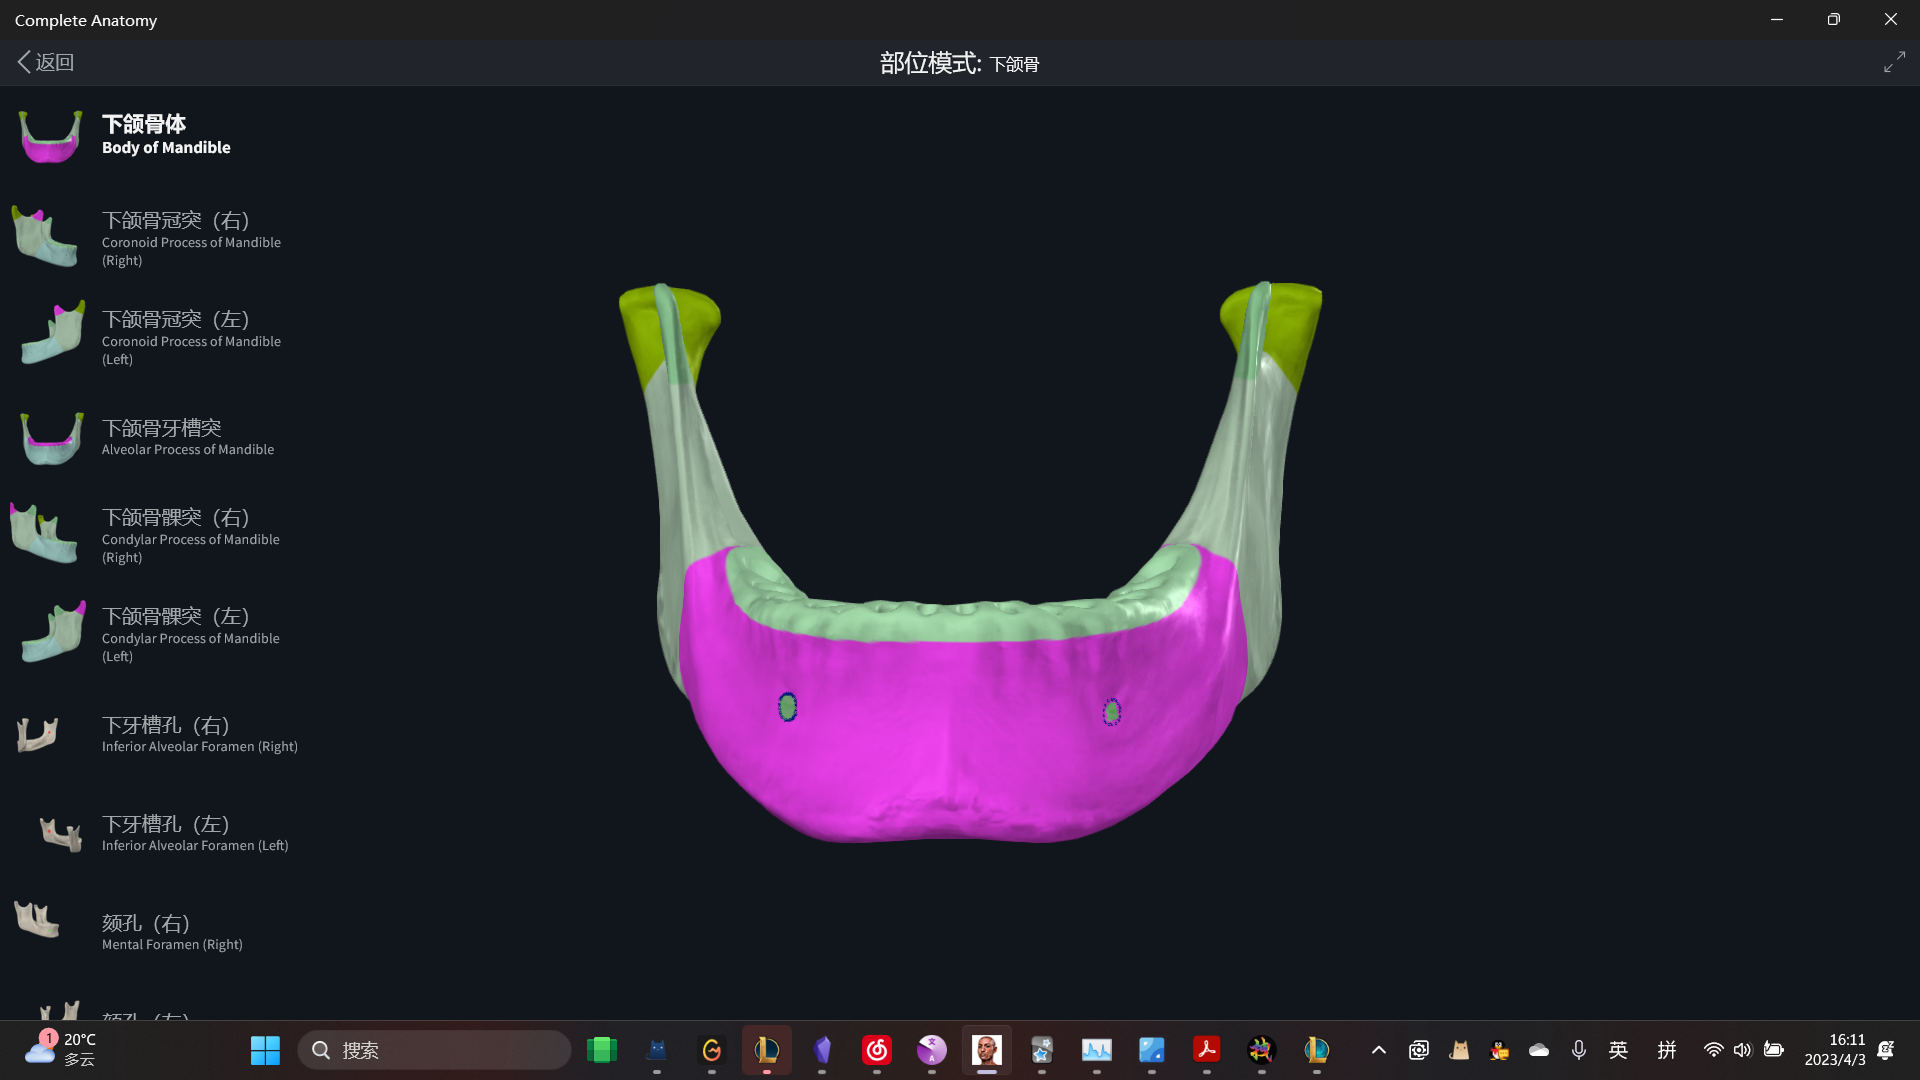 Complete Anatomy
返回
部位模式: 下颌骨
下颌骨体
Body of Mandible
下颌骨冠突（右）
Coronoid Process of Mandible
(Right)
下颌骨冠突（左）
Coronoid Process of Mandible
(Left)
下颌骨牙槽突
Alveolar Process of Mandible
下颌骨髁突（右）
Condylar Process of Mandible
(Right)
下颌骨髁突（左）
Condylar Process of Mandible
(Left)
下牙槽孔（右）
Inferior Alveolar Foramen (Right)
下牙槽孔（左）
Inferior Alveolar Foramen (Left)
颏孔（右）
Mental Foramen (Right)
1
20°C
多云
搜索
英
拼
16:11
2023/4/3